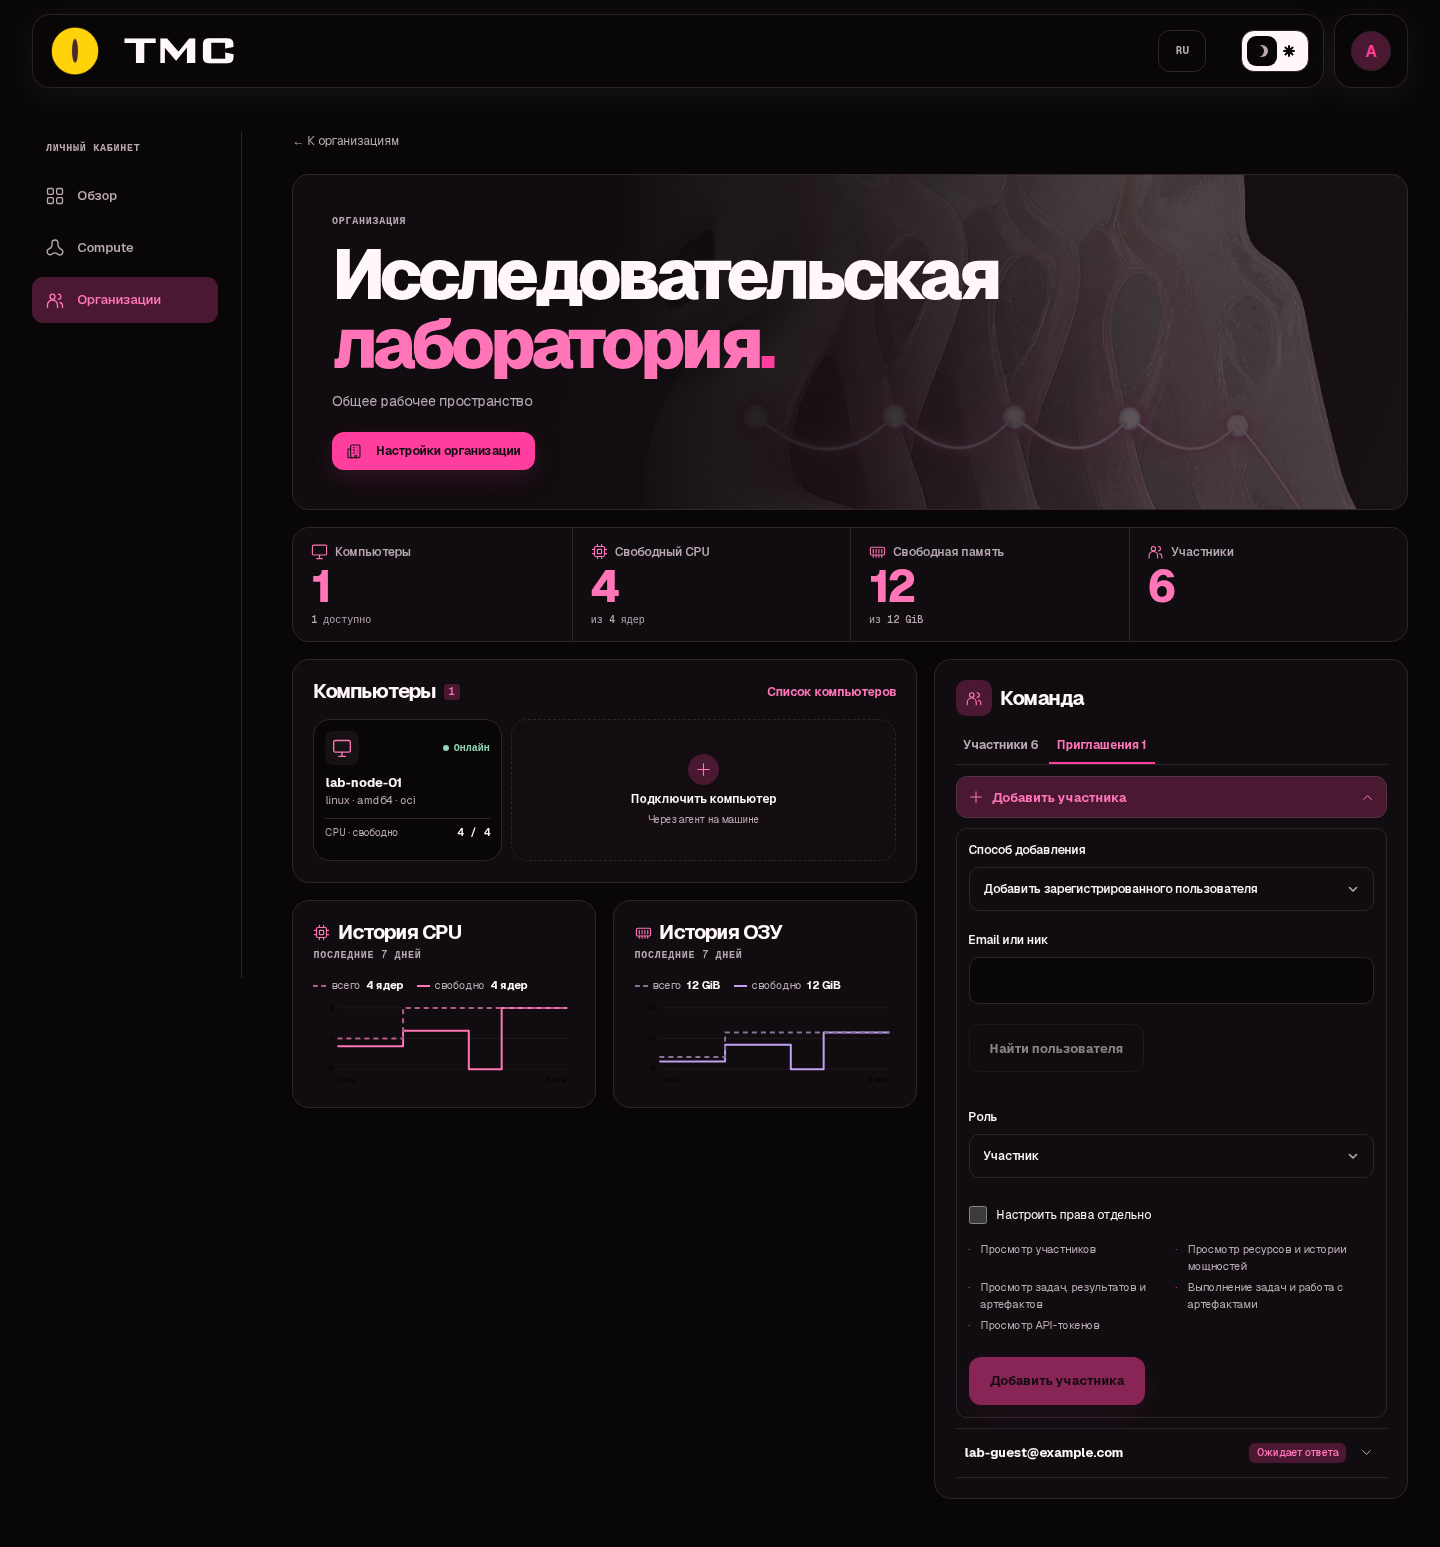 TMC
RU
A
ЛИЧНЫЙ КАБИНЕТ
Обзор
Compute
Организации
← К организациям
ОРГАНИЗАЦИЯ
Исследовательская
лаборатория.
Общее рабочее пространство
Настройки организации
Компьютеры
1
1 доступно
Свободный CPU
4
из 4 ядер
Свободная память
12
из 12 GiB
Участники
6
Компьютеры 1
Список компьютеров
Онлайн
lab-node-01
linux · amd64 · oci
CPU · свободно 4 / 4
Подключить компьютер
Через агент на машине
История CPU
ПОСЛЕДНИЕ 7 ДНЕЙ
всего 4 ядер свободно 4 ядер
История ОЗУ
ПОСЛЕДНИЕ 7 ДНЕЙ
всего 12 GiB свободно 12 GiB
Команда
Участники 6 Приглашения 1
Добавить участника
Способ добавления
Добавить зарегистрированного пользователя
Email или ник
Найти пользователя
Роль
Участник
Настроить права отдельно
· Просмотр участников
· Просмотр ресурсов и истории
мощностей
· Просмотр задач, результатов и
артефактов
· Выполнение задач и работа с
артефактами
· Просмотр API-токенов
Добавить участника
lab-guest@example.com
Ожидает ответа